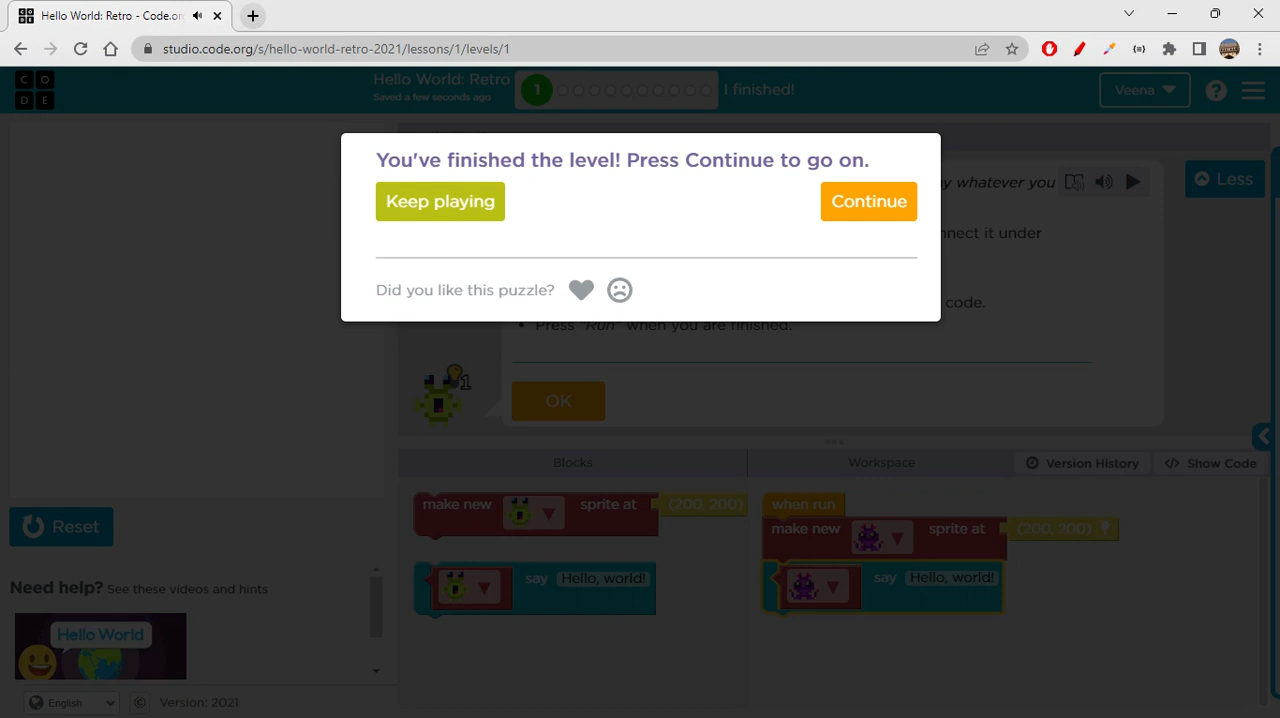 Hello World: Retro - Code.or
studio.code.org/s/hello-world-retro-2021/lessons/1/levels/1
CO
DE
Hello World: Retro
Saved a few seconds ago
1
I finished!
Veena
?
You've finished the level! Press Continue to go on.
Keep playing
Continue
Did you like this puzzle?
y whatever you
Less
nnect it under
code.
• Press "Run" when you are finished.
1
OK
Blocks
Workspace
Version History
</> Show Code
make new
sprite at
(200, 200)
say
Hello, world!
when run
make new
sprite at
(200, 200)
say
Hello, world!
Reset
Need help? See these videos and hints
Hello World
English
©
Version: 2021